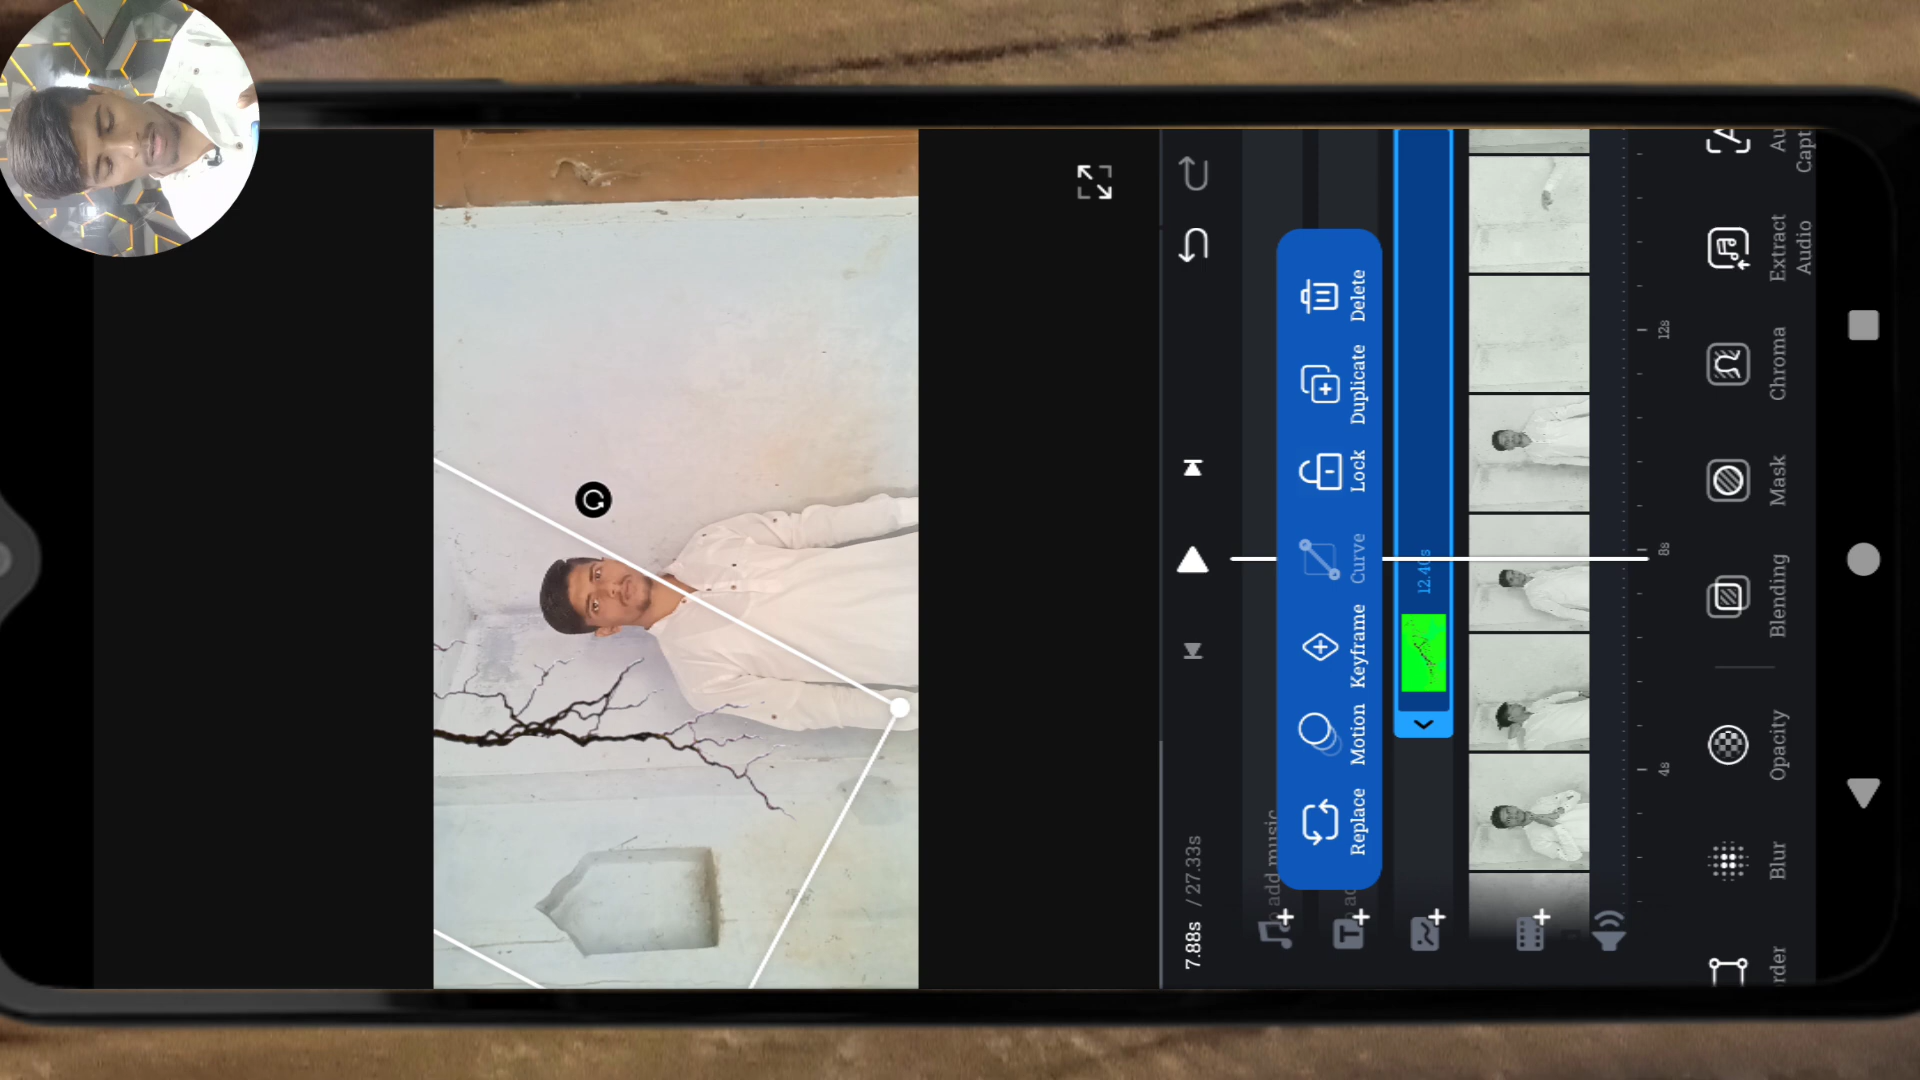 7.88s / 27.33s
add music
Replace
Motion
Keyframe
Curve
Lock
Duplicate
Delete
12.40s
4s
8s
12s
Blur
Opacity
Blending
Mask
Chroma
Extract
Audio